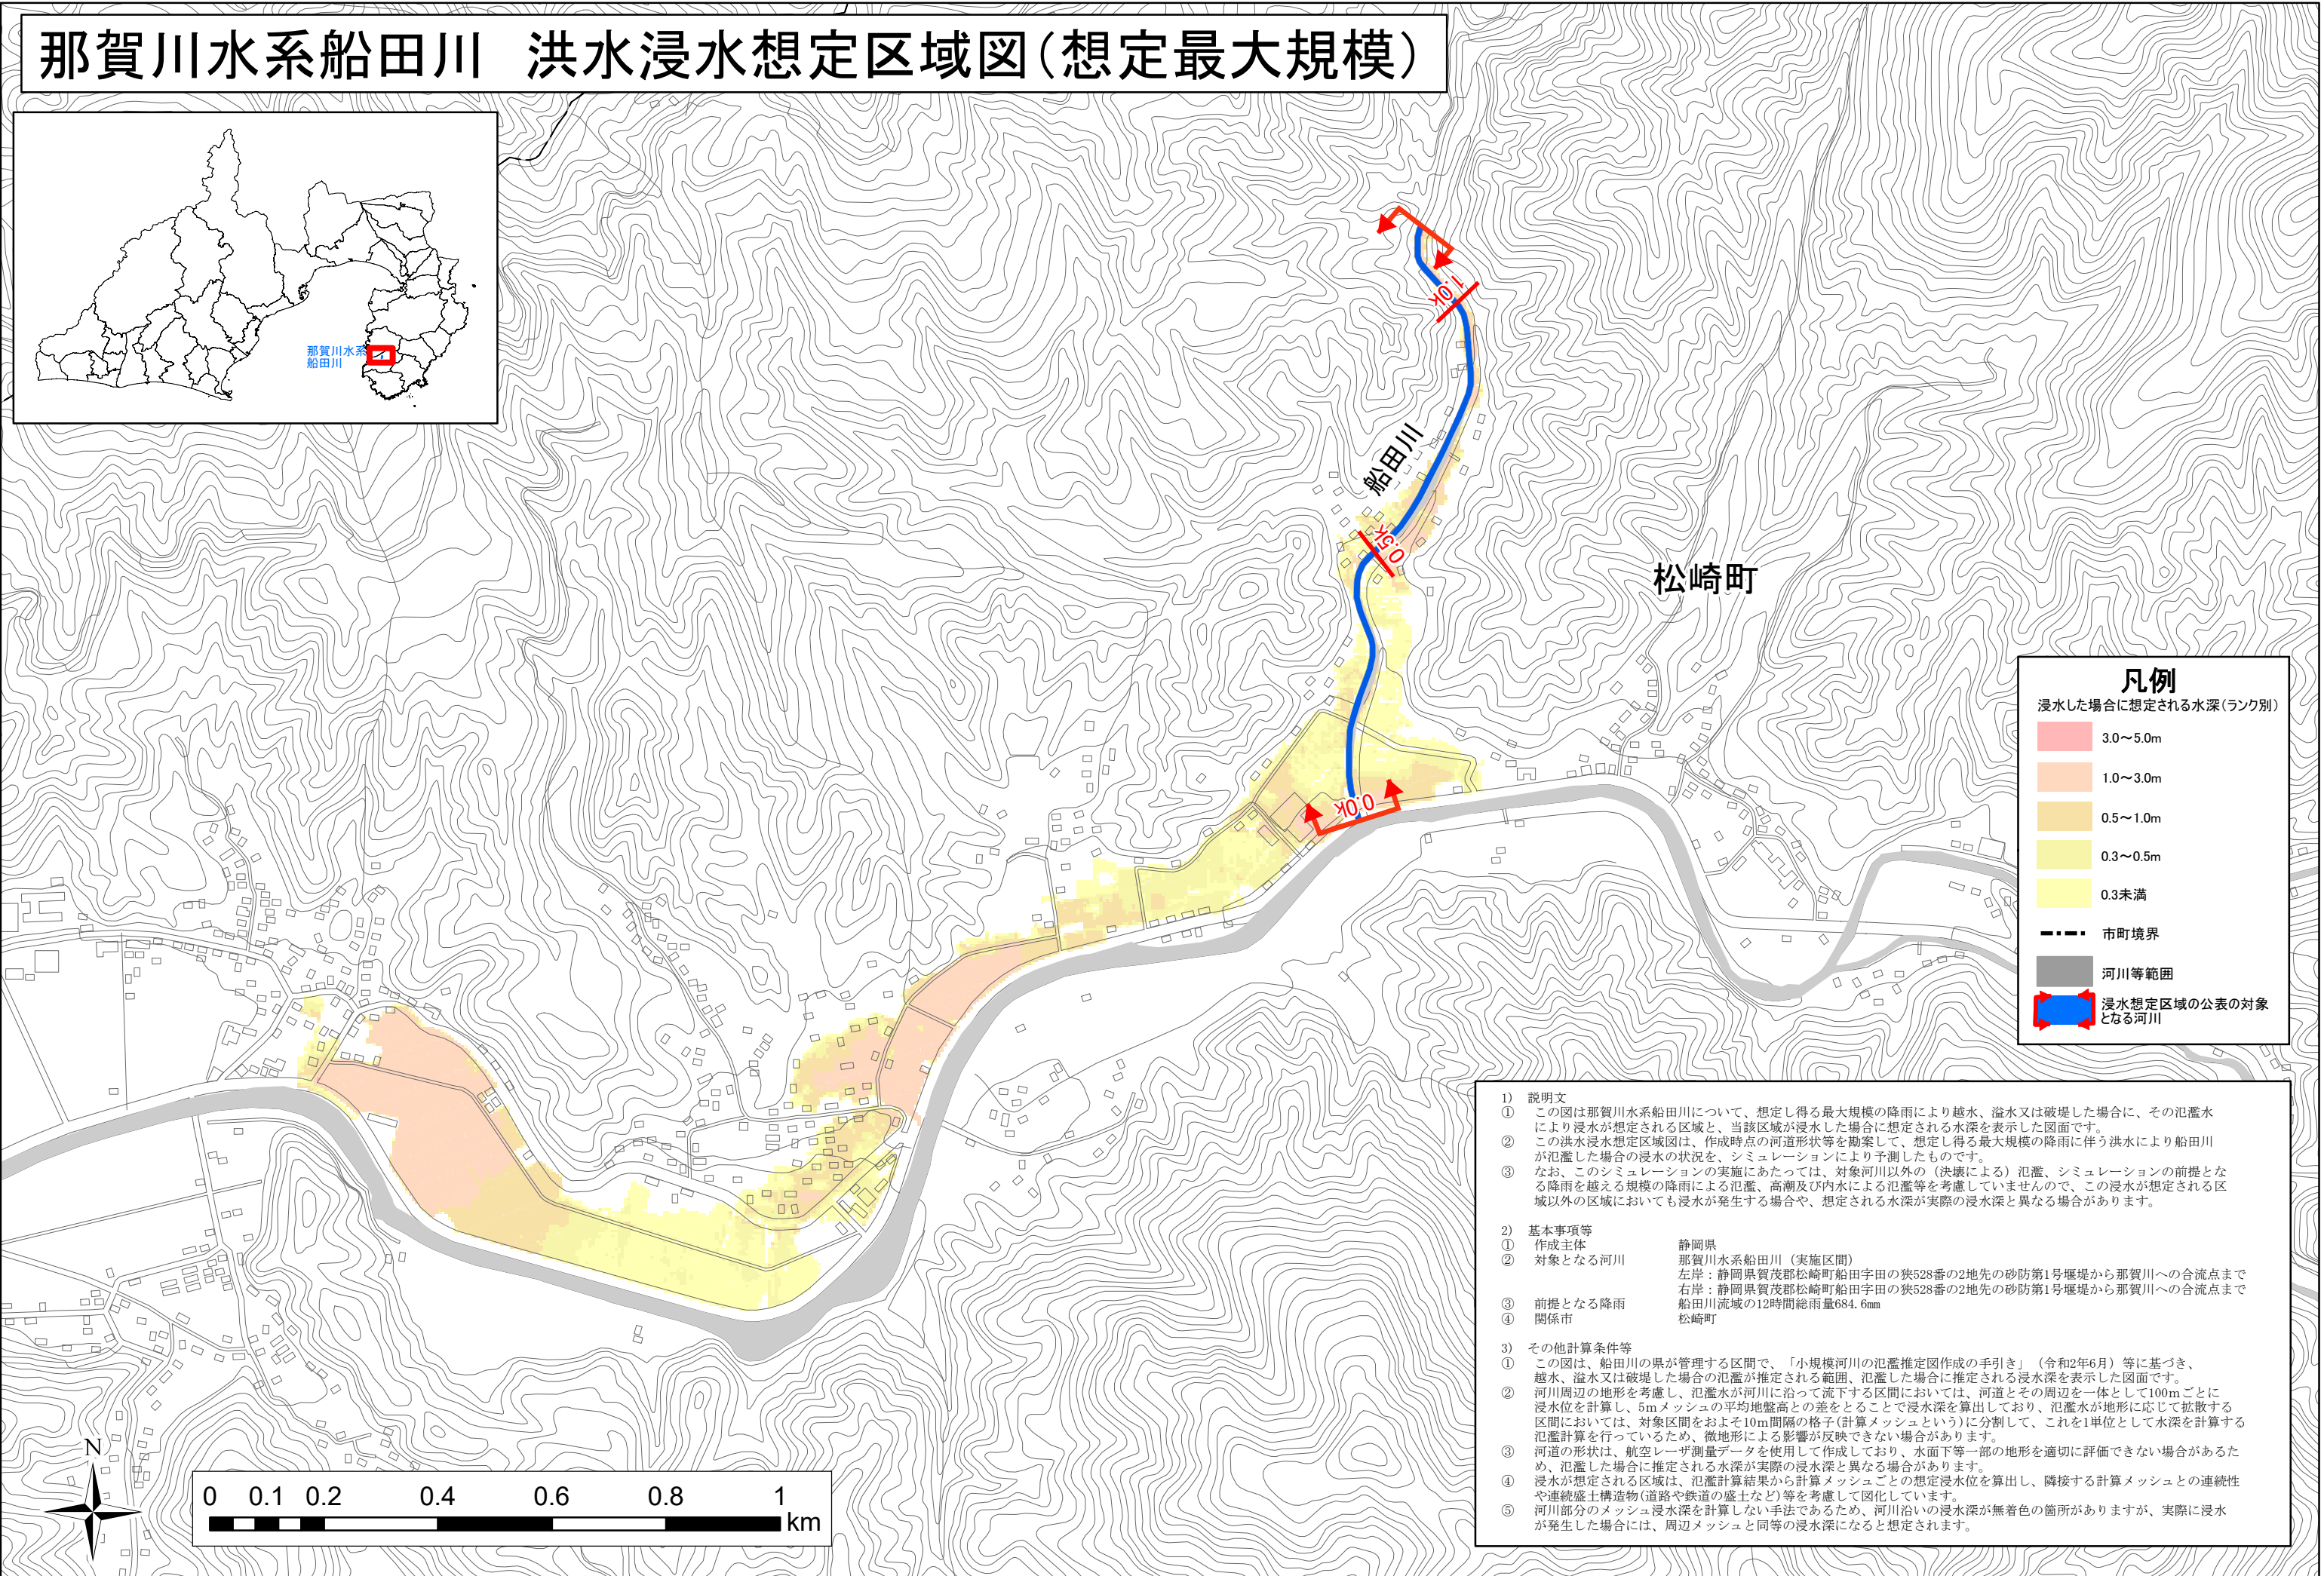 那賀川水系船田川　洪水浸水想定区域図（想定最大規模）
那賀川水系
船田川
1.0k
船田川
0.5k
松崎町
0.0k
凡例
浸水した場合に想定される水深（ランク別）
3.0～5.0m
1.0～3.0m
0.5～1.0m
0.3～0.5m
0.3未満
市町境界
河川等範囲
浸水想定区域の公表の対象
となる河川
1)　説明文
①　この図は那賀川水系船田川について、想定し得る最大規模の降雨により越水、溢水又は破堤した場合に、その氾濫水
により浸水が想定される区域と、当該区域が浸水した場合に想定される水深を表示した図面です。
②　この洪水浸水想定区域図は、作成時点の河道形状等を勘案して、想定し得る最大規模の降雨に伴う洪水により船田川
が氾濫した場合の浸水の状況を、シミュレーションにより予測したものです。
③　なお、このシミュレーションの実施にあたっては、対象河川以外の（決壊による）氾濫、シミュレーションの前提とな
る降雨を越える規模の降雨による氾濫、高潮及び内水による氾濫等を考慮していませんので、この浸水が想定される区
域以外の区域においても浸水が発生する場合や、想定される水深が実際の浸水深と異なる場合があります。
2)　基本事項等
①　作成主体　静岡県
②　対象となる河川　那賀川水系船田川（実施区間）
左岸：静岡県賀茂郡松崎町船田字田の狭528番の2地先の砂防第1号堰堤から那賀川への合流点まで
右岸：静岡県賀茂郡松崎町船田字田の狭528番の2地先の砂防第1号堰堤から那賀川への合流点まで
③　前提となる降雨　船田川流域の12時間総雨量684.6mm
④　関係市　松崎町
3)　その他計算条件等
①　この図は、船田川の県が管理する区間で、「小規模河川の氾濫推定図作成の手引き」（令和2年6月）等に基づき、
越水、溢水又は破堤した場合の氾濫が推定される範囲、氾濫した場合に推定される浸水深を表示した図面です。
②　河川周辺の地形を考慮し、氾濫水が河川に沿って流下する区間においては、河道とその周辺を一体として100mごとに
浸水位を計算し、5mメッシュの平均地盤高との差をとることで浸水深を算出しており、氾濫水が地形に応じて拡散する
区間においては、対象区間をおよそ10m間隔の格子(計算メッシュという)に分割して、これを1単位として水深を計算する
氾濫計算を行っているため、微地形による影響が反映できない場合があります。
③　河道の形状は、航空レーザ測量データを使用して作成しており、水面下等一部の地形を適切に評価できない場合があるた
め、氾濫した場合に推定される水深が実際の浸水深と異なる場合があります。
④　浸水が想定される区域は、氾濫計算結果から計算メッシュごとの想定浸水位を算出し、隣接する計算メッシュとの連続性
や連続盛土構造物(道路や鉄道の盛土など)等を考慮して図化しています。
⑤　河川部分のメッシュ浸水深を計算しない手法であるため、河川沿いの浸水深が無着色の箇所がありますが、実際に浸水
が発生した場合には、周辺メッシュと同等の浸水深になると想定されます。
N
0 0.1 0.2 0.4 0.6 0.8 1
km